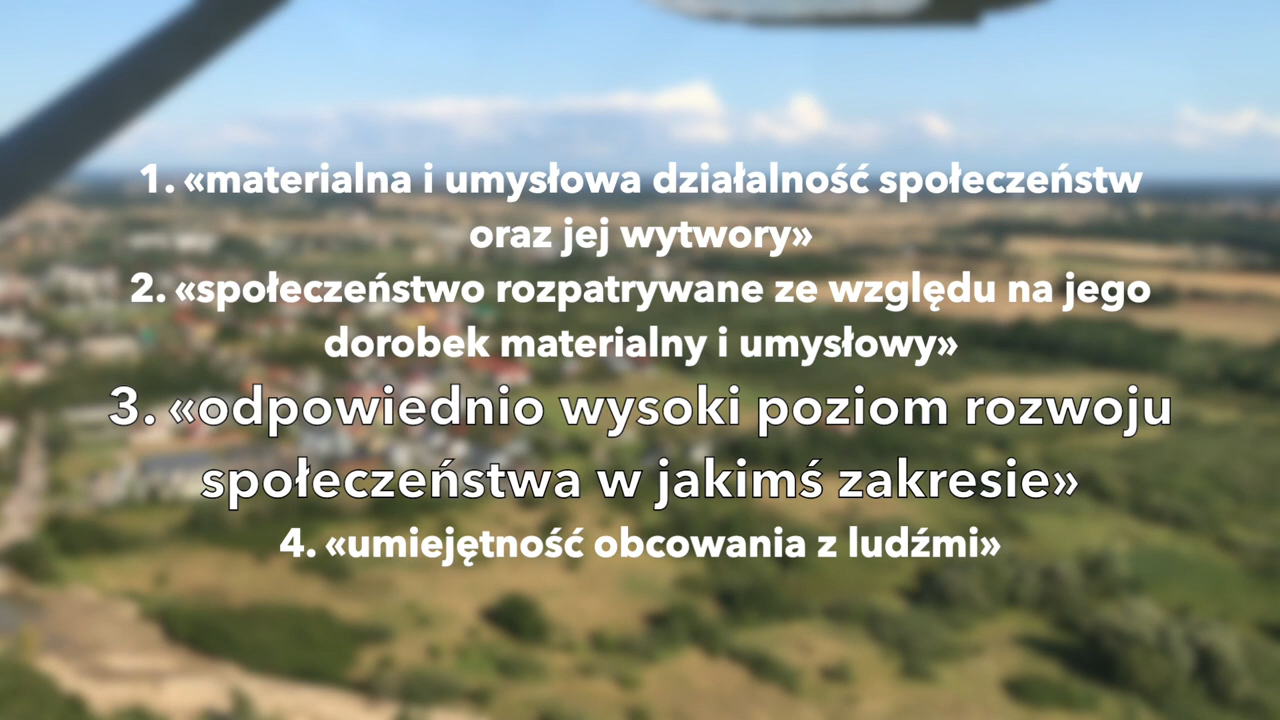 1. «materialna i umysłowa działalność społeczeństw
oraz jej wytwory»
2. «społeczeństwo rozpatrywane ze względu na jego
dorobek materialny i umysłowy»
3. «odpowiednio wysoki poziom rozwoju
społeczeństwa w jakimś zakresie»
4. «umiejętność obcowania z ludźmi»